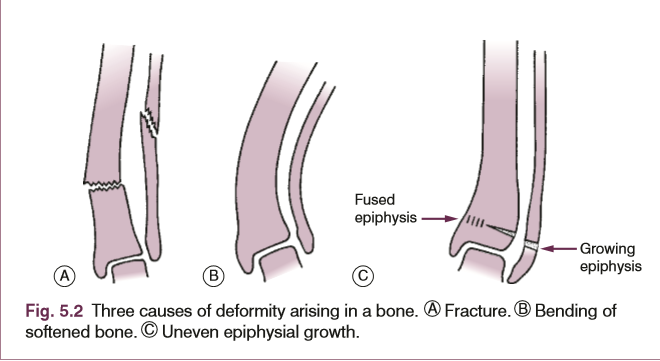 Fused
epiphysis
Growing
epiphysis
A
B
C
Fig. 5.2 Three causes of deformity arising in a bone. Ⓐ Fracture. Ⓑ Bending of
softened bone. Ⓒ Uneven epiphysial growth.